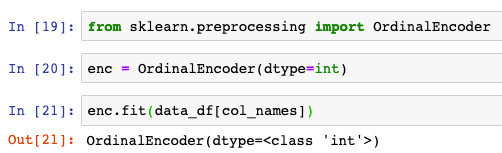 In [19]: from sklearn.preprocessing import OrdinalEncoder
In [20]: enc = OrdinalEncoder(dtype=int)
In [21]: enc.fit(data_df[col_names])
Out[21]: OrdinalEncoder(dtype=<class 'int'>)